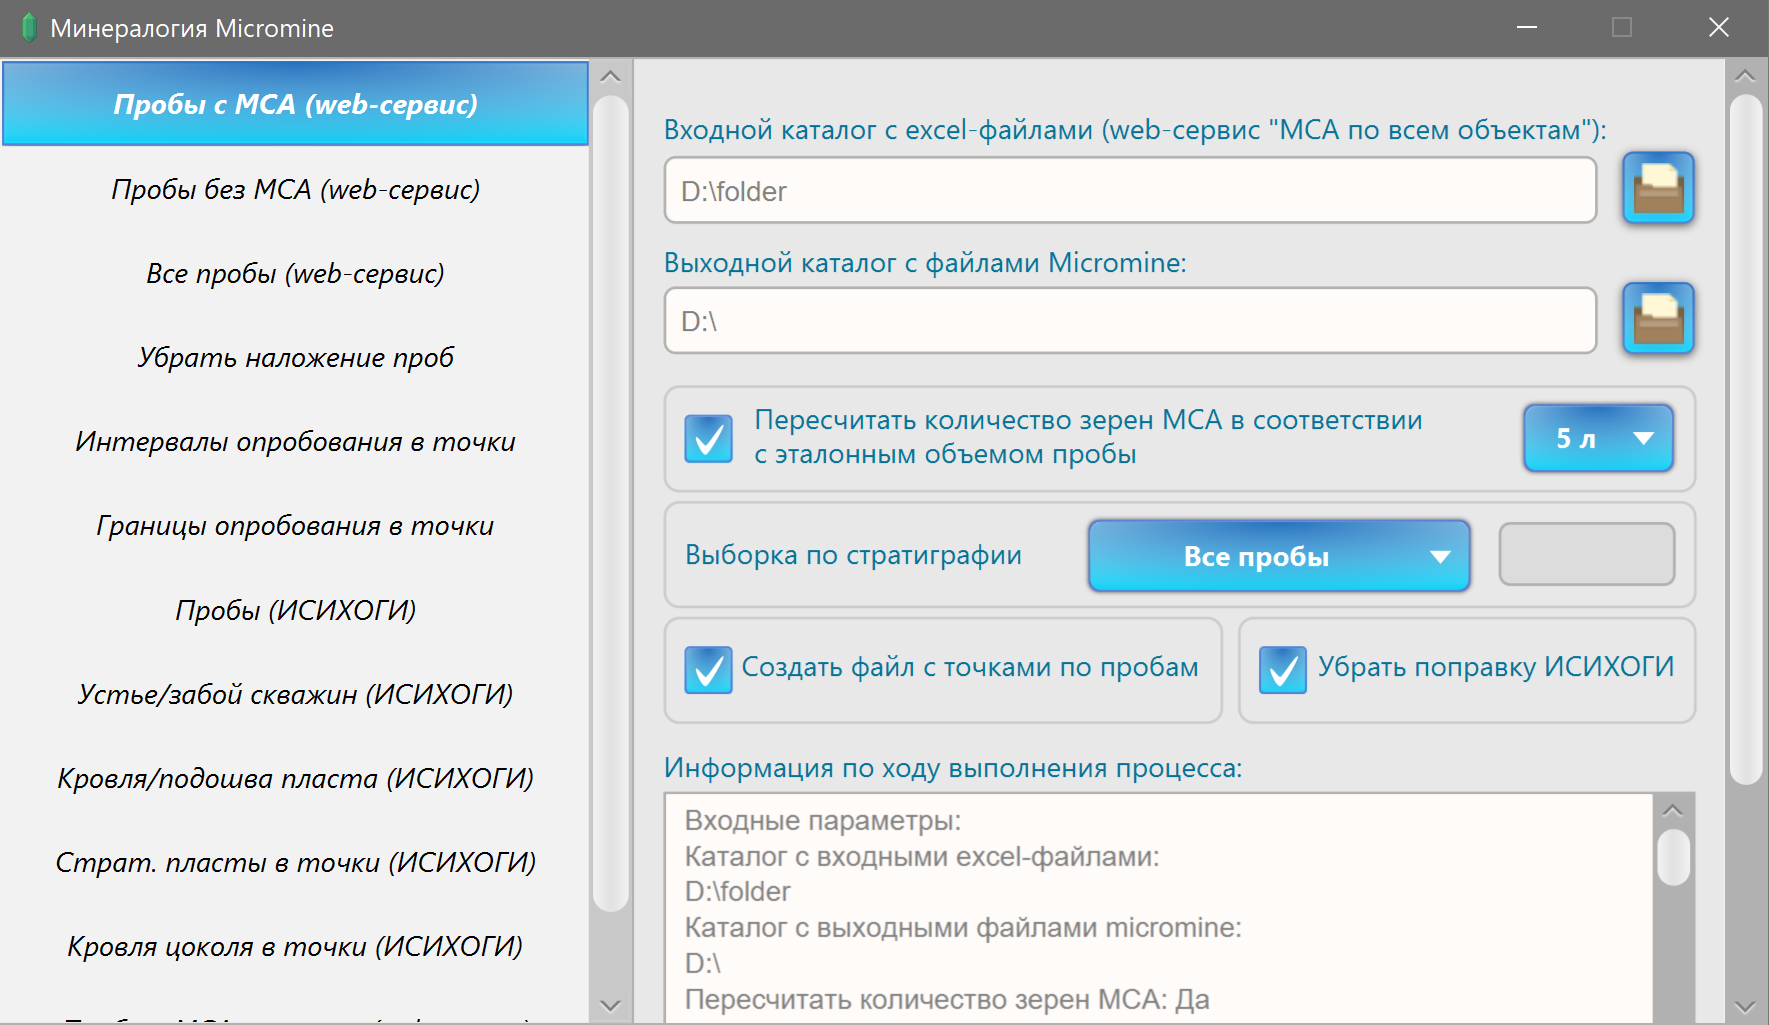 Минералогия Micromine
Пробы с МСА (web-сервис)
Пробы без МСА (web-сервис)
Все пробы (web-сервис)
Убрать наложение проб
Интервалы опробования в точки
Границы опробования в точки
Пробы (ИСИХОГИ)
Устье/забой скважин (ИСИХОГИ)
Кровля/подошва пласта (ИСИХОГИ)
Страт. пласты в точки (ИСИХОГИ)
Кровля цоколя в точки (ИСИХОГИ)
Входной каталог с excel-файлами (web-сервис "МСА по всем объектам"):
D:\folder
Выходной каталог с файлами Micromine:
D:\
Пересчитать количество зерен МСА в соответствии
с эталонным объемом пробы
5 л
Выборка по стратиграфии
Все пробы
Создать файл с точками по пробам
Убрать поправку ИСИХОГИ
Информация по ходу выполнения процесса:
Входные параметры:
Каталог с входными excel-файлами:
D:\folder
Каталог с выходными файлами micromine:
D:\
Пересчитать количество зерен МСА: Да